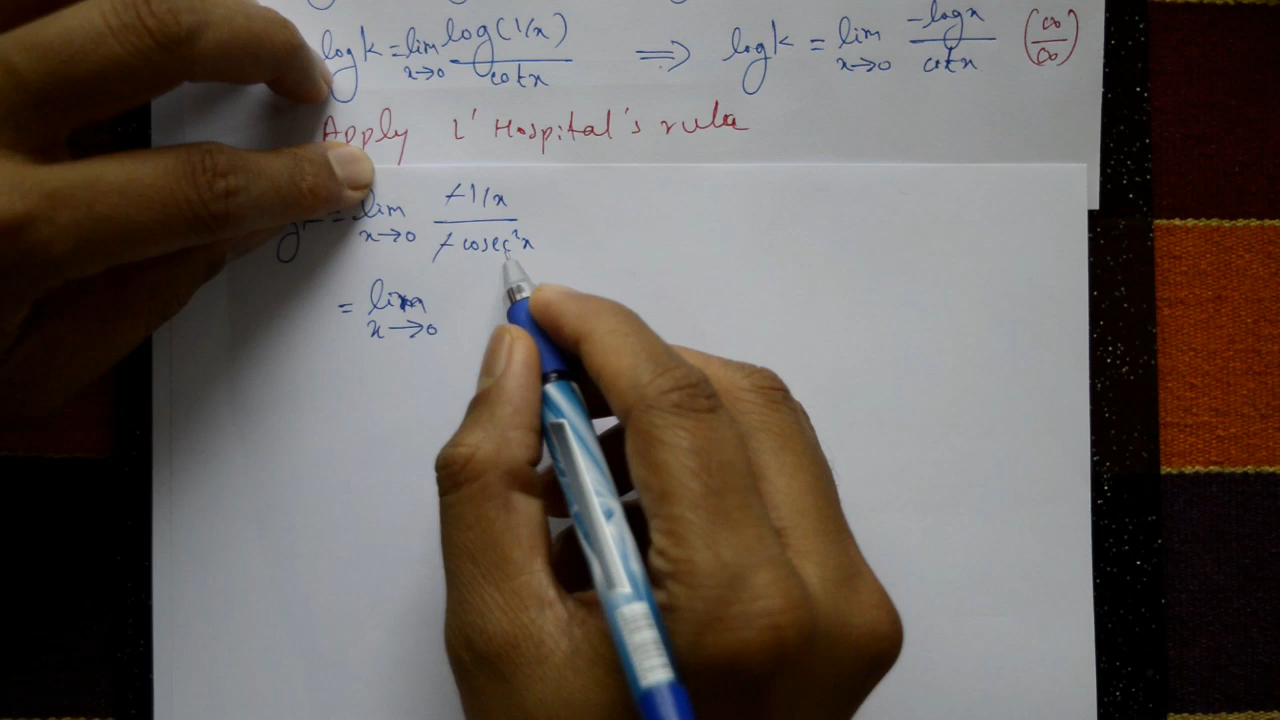 log k = lim x→0 log(1/x) / cot x ⟹ log k = lim x→0 -log x / cot x (∞/∞)
Apply L' Hospital's rule
= lim x→0 -1/x / -cosec²x
= lim x→0